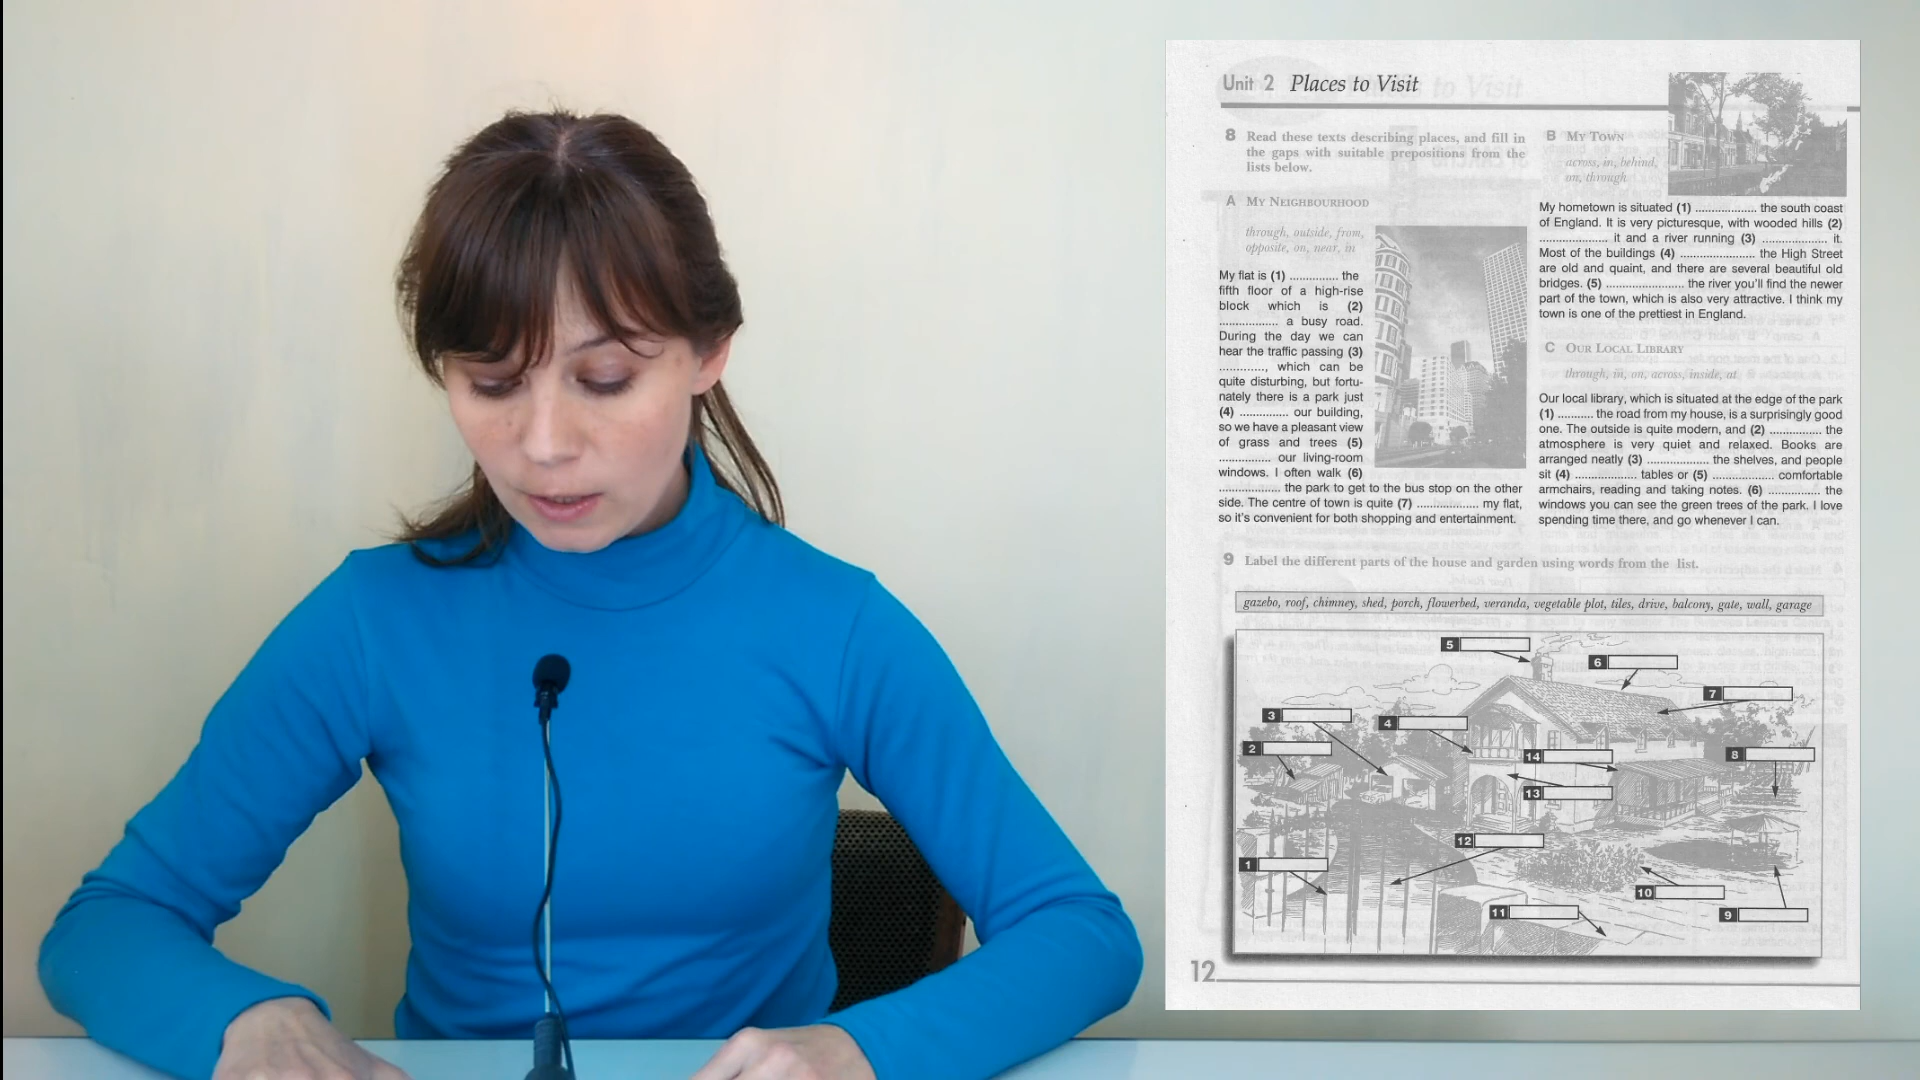 Unit 2 Places to Visit
8 Read these texts describing places, and fill in
the gaps with suitable prepositions from the
lists below.
A MY NEIGHBOURHOOD
through, outside, from,
opposite, on, near, in
My flat is (1) ............... the
fifth floor of a high-rise
block which is (2)
.................. a busy road.
During the day we can
hear the traffic passing (3)
..............., which can be
quite disturbing, but fortu-
nately there is a park just
(4) ............... our building,
so we have a pleasant view
of grass and trees (5)
................ our living-room
windows. I often walk (6)
................... the park to get to the bus stop on the other
side. The centre of town is quite (7) ................... my flat,
so it's convenient for both shopping and entertainment.
B MY TOWN
across, in, behind,
on, through
My hometown is situated (1) ................... the south coast
of England. It is very picturesque, with wooded hills (2)
..................... it and a river running (3) .................... it.
Most of the buildings (4) ....................... the High Street
are old and quaint, and there are several beautiful old
bridges. (5) ........................ the river you'll find the newer
part of the town, which is also very attractive. I think my
town is one of the prettiest in England.
C OUR LOCAL LIBRARY
through, in, on, across, inside, at
Our local library, which is situated at the edge of the park
(1) ........... the road from my house, is a surprisingly good
one. The outside is quite modern, and (2) ................ the
atmosphere is very quiet and relaxed. Books are
arranged neatly (3) ................... the shelves, and people
sit (4) ................... tables or (5) ................... comfortable
armchairs, reading and taking notes. (6) ................ the
windows you can see the green trees of the park. I love
spending time there, and go whenever I can.
9 Label the different parts of the house and garden using words from the list.
gazebo, roof, chimney, shed, porch, flowerbed, veranda, vegetable plot, tiles, drive, balcony, gate, wall, garage
5
6
7
3
4
2
14
8
13
12
1
10
11
9
12